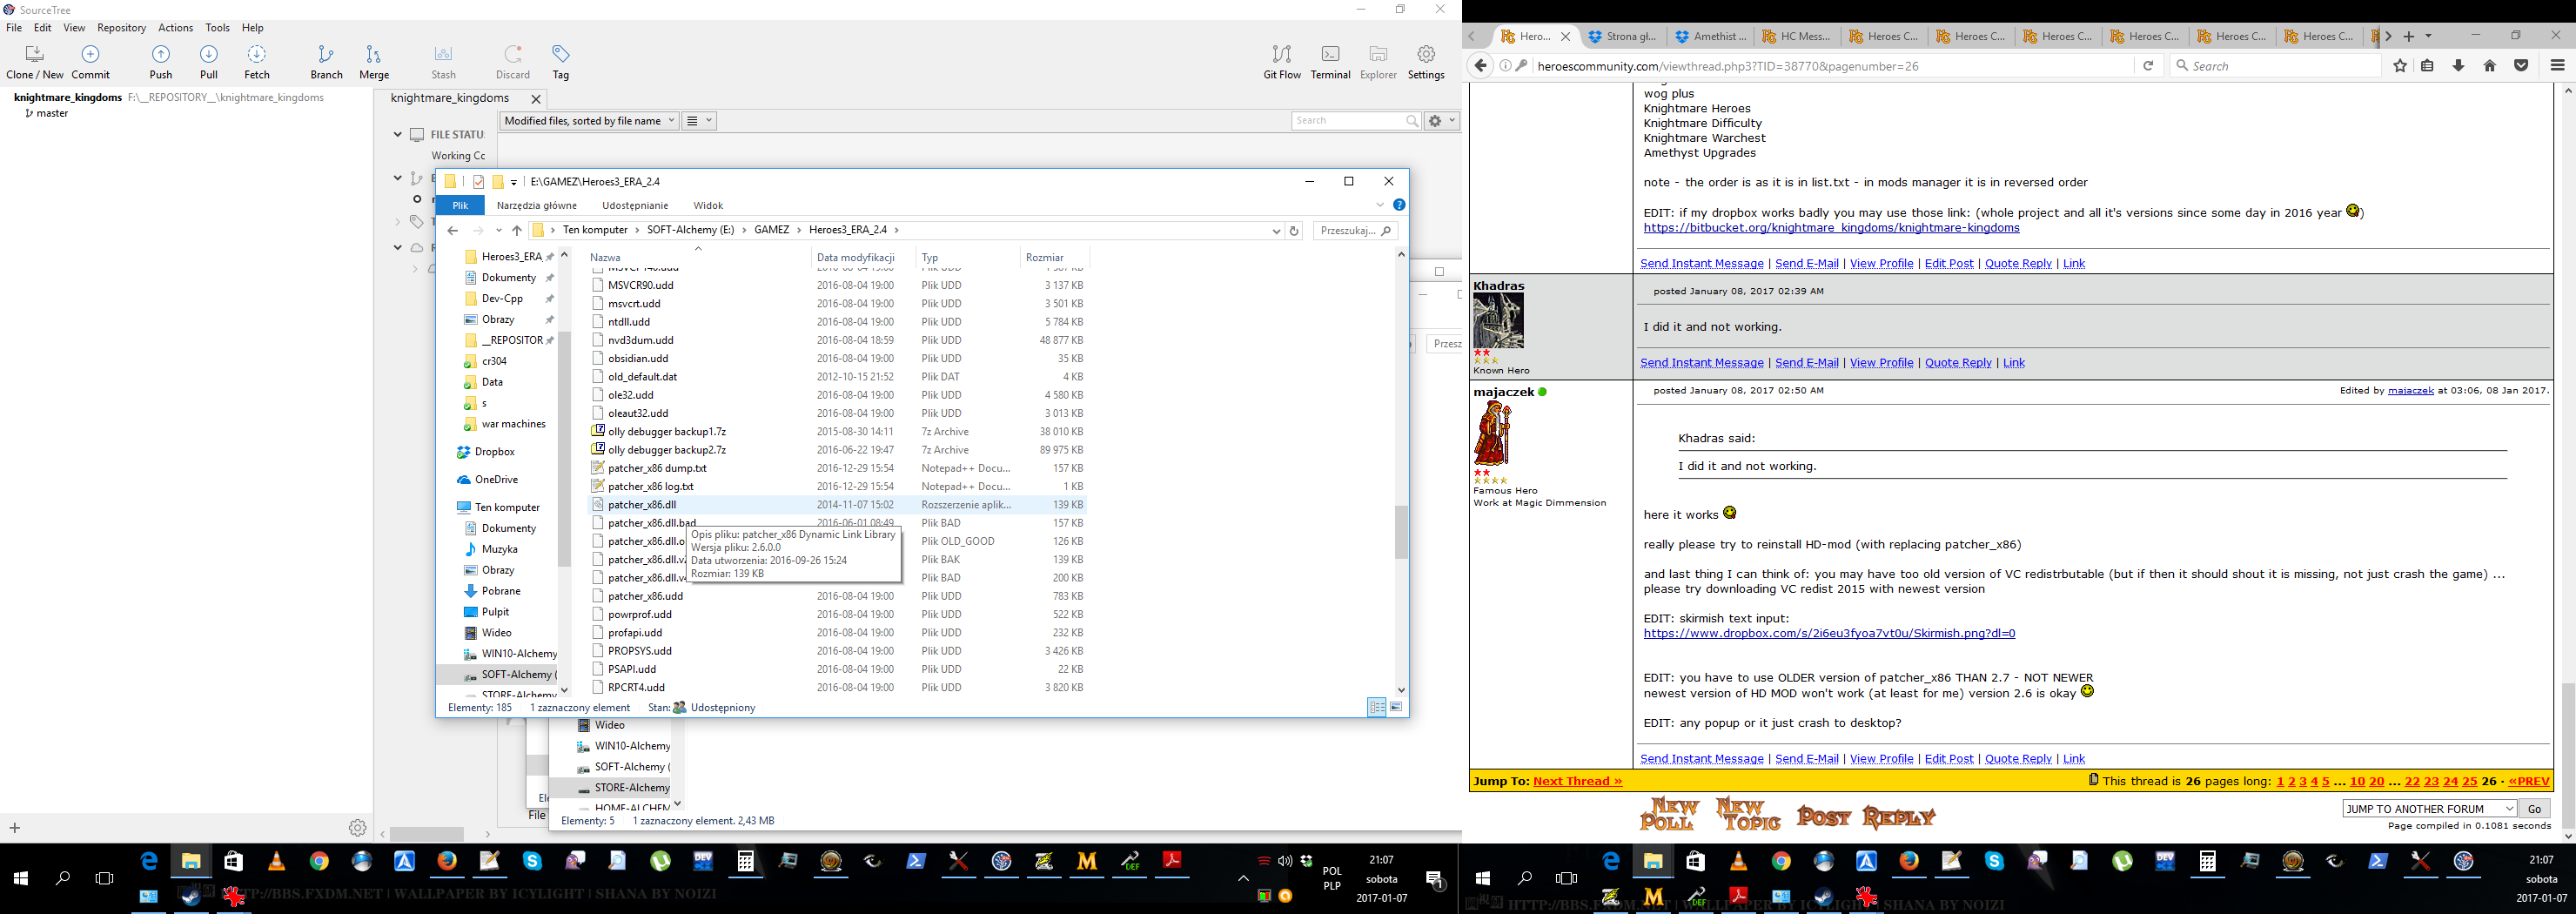 SourceTree
File Edit View Repository Actions Tools Help
Clone / New Commit Push Pull Fetch Branch Merge Stash Discard Tag Git Flow Terminal Explorer Settings
knightmare_kingdoms F:\__REPOSITORY__\knightmare_kingdoms
master
knightmare_kingdoms
FILE STATU
Modified files, sorted by file name
Search
Working Co
E:\GAMEZ\Heroes3_ERA_2.4
Plik Narzędzia główne Udostępnianie Widok
Ten komputer > SOFT-Alchemy (E:) > GAMEZ > Heroes3_ERA_2.4 >
Przeszukaj...
Heroes3_ERA
Dokumenty
Dev-Cpp
Obrazy
__REPOSITOR
cr304
Data
s
war machines
Dropbox
OneDrive
Ten komputer
Dokumenty
Muzyka
Obrazy
Pobrane
Pulpit
Wideo
WIN10-Alchemy
SOFT-Alchemy (
STORE-Alchemy
Nazwa Data modyfikacji Typ Rozmiar
MSVCR90.udd 2016-08-04 19:00 Plik UDD 3 137 KB
msvcrt.udd 2016-08-04 19:00 Plik UDD 3 501 KB
ntdll.udd 2016-08-04 19:00 Plik UDD 5 784 KB
nvd3dum.udd 2016-08-04 18:59 Plik UDD 48 877 KB
obsidian.udd 2016-08-04 19:00 Plik UDD 35 KB
old_default.dat 2012-10-15 21:52 Plik DAT 4 KB
ole32.udd 2016-08-04 19:00 Plik UDD 4 580 KB
oleaut32.udd 2016-08-04 19:00 Plik UDD 3 013 KB
olly debugger backup1.7z 2015-08-30 14:11 7z Archive 38 010 KB
olly debugger backup2.7z 2016-06-22 19:47 7z Archive 89 975 KB
patcher_x86 dump.txt 2016-12-29 15:54 Notepad++ Docu... 157 KB
patcher_x86 log.txt 2016-12-29 15:54 Notepad++ Docu... 1 KB
patcher_x86.dll 2014-11-07 15:02 Rozszerzenie aplik... 139 KB
patcher_x86.dll.bad 2016-06-01 08:49 Plik BAD 157 KB
patcher_x86.dll.o Plik OLD_GOOD 126 KB
patcher_x86.dll.v Plik BAK 139 KB
patcher_x86.dll.v Plik BAD 200 KB
Opis pliku: patcher_x86 Dynamic Link Library
Wersja pliku: 2.6.0.0
Data utworzenia: 2016-09-26 15:24
Rozmiar: 139 KB
patcher_x86.udd 2016-08-04 19:00 Plik UDD 783 KB
powrprof.udd 2016-08-04 19:00 Plik UDD 522 KB
profapi.udd 2016-08-04 19:00 Plik UDD 232 KB
PROPSYS.udd 2016-08-04 19:00 Plik UDD 3 426 KB
PSAPI.udd 2016-08-04 19:00 Plik UDD 22 KB
RPCRT4.udd 2016-08-04 19:00 Plik UDD 3 820 KB
Elementy: 185 1 zaznaczony element Stan: Udostępniony
Przesz
Wideo
WIN10-Alchemy
SOFT-Alchemy (
STORE-Alchemy
HOME-ALCHEM
File
Elementy: 5 1 zaznaczony element. 2,43 MB
POL
PLP
21:07
sobota
2017-01-07
HTTP://BBS.FXDM.NET | WALLPAPER BY ICYLIGHT | SHANA BY NOIZI
Hero... Strona gł... Amethist ... HC Mess... Heroes C... Heroes C... Heroes C... Heroes C... Heroes C... Heroes C...
heroescommunity.com/viewthread.php3?TID=38770&pagenumber=26
Search
wog plus
Knightmare Heroes
Knightmare Difficulty
Knightmare Warchest
Amethyst Upgrades
note - the order is as it is in list.txt - in mods manager it is in reversed order
EDIT: if my dropbox works badly you may use those link: (whole project and all it's versions since some day in 2016 year )
https://bitbucket.org/knightmare_kingdoms/knightmare-kingdoms
Send Instant Message | Send E-Mail | View Profile | Edit Post | Quote Reply | Link
Khadras
Known Hero
posted January 08, 2017 02:39 AM
I did it and not working.
Send Instant Message | Send E-Mail | View Profile | Quote Reply | Link
majaczek
Famous Hero
Work at Magic Dimmension
posted January 08, 2017 02:50 AM
Edited by majaczek at 03:06, 08 Jan 2017.
Khadras said:
I did it and not working.
here it works
really please try to reinstall HD-mod (with replacing patcher_x86)
and last thing I can think of: you may have too old version of VC redistrbutable (but if then it should shout it is missing, not just crash the game) ...
please try downloading VC redist 2015 with newest version
EDIT: skirmish text input:
https://www.dropbox.com/s/2i6eu3fyoa7vt0u/Skirmish.png?dl=0
EDIT: you have to use OLDER version of patcher_x86 THAN 2.7 - NOT NEWER
newest version of HD MOD won't work (at least for me) version 2.6 is okay
EDIT: any popup or it just crash to desktop?
Send Instant Message | Send E-Mail | View Profile | Edit Post | Quote Reply | Link
Jump To: Next Thread »
This thread is 26 pages long: 1 2 3 4 5 ... 10 20 ... 22 23 24 25 26 · «PREV
NEW POLL NEW TOPIC POST REPLY
JUMP TO ANOTHER FORUM Go
Page compiled in 0.1081 seconds
21:07
sobota
2017-01-07
HTTP://BBS.FXDM.NET | WALLPAPER BY ICYLIGHT | SHANA BY NOIZI